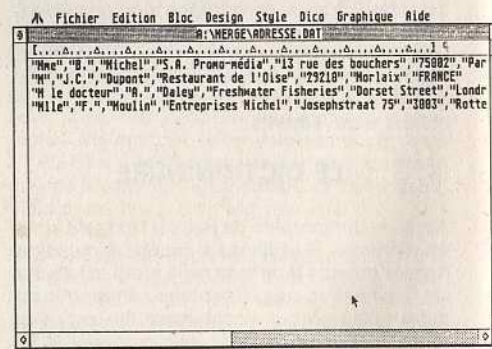 Fichier Edition Bloc Design Style Dico Graphique Aide
A:\MERGE\ADRESSE.DAT
"Mme","B.","Michel","S.A. Promo-média","13 rue des bouchers","75002","Par
"M","J.C.","Dupont","Restaurant de l'Oise","29210","Morlaix","FRANCE"
"M le docteur","A.","Daley","Freshwater Fisheries","Dorset Street","Londr
"Mlle","F.","Moulin","Entreprises Michel","Josephstraat 75","3003","Rotte